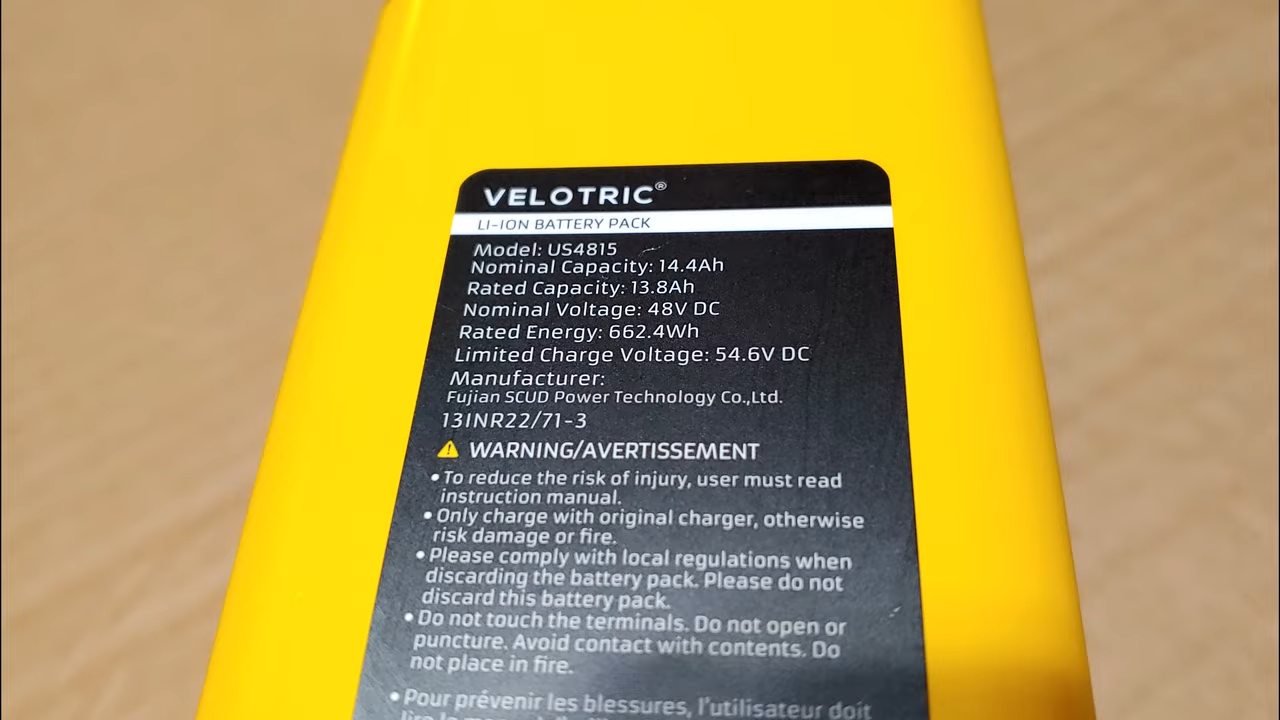 VELOTRIC®
LI-ION BATTERY PACK
Model: US4815
Nominal Capacity: 14.4Ah
Rated Capacity: 13.8Ah
Nominal Voltage: 48V DC
Rated Energy: 662.4Wh
Limited Charge Voltage: 54.6V DC
Manufacturer:
Fujian SCUD Power Technology Co.,Ltd.
13INR22/71-3
WARNING/AVERTISSEMENT
•To reduce the risk of injury, user must read
instruction manual.
•Only charge with original charger, otherwise
risk damage or fire.
•Please comply with local regulations when
discarding the battery pack. Please do not
discard this battery pack.
•Do not touch the terminals. Do not open or
puncture. Avoid contact with contents. Do
not place in fire.
•Pour prévenir les blessures, l'utilisateur doit